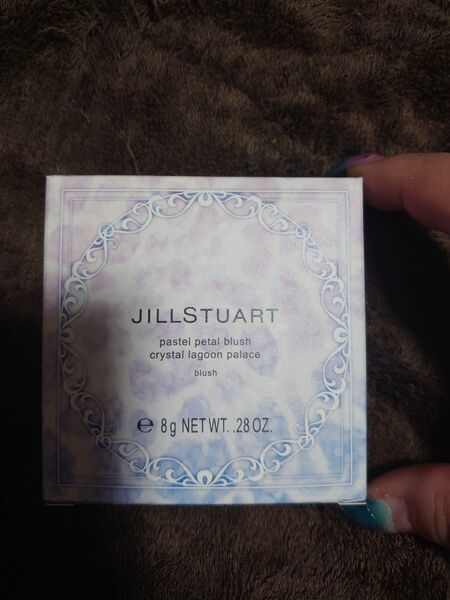 JILLSTUART
pastel petal blush
crystal lagoon palace
blush
℮ 8g NET WT. .28 OZ.